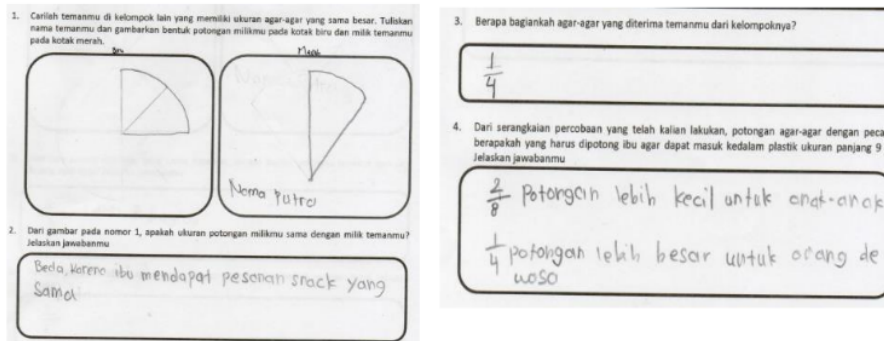 1. Carilah temanmu di kelompok lain yang memiliki ukuran agar-agar yang sama besar. Tuliskan
nama temanmu dan gambarkan bentuk potongan milikmu pada kotak biru dan milik temanmu
pada kotak merah.
Biru
Merah
Nama Putra
2. Dari gambar pada nomor 1, apakah ukuran potongan milikmu sama dengan milik temanmu?
Jelaskan jawabanmu
Beda, karena ibu mendapat pesanan snack yang
sama
3. Berapa bagiankah agar-agar yang diterima temanmu dari kelompoknya?
1/4
4. Dari serangkaian percobaan yang telah kalian lakukan, potongan agar-agar dengan peca
berapakah yang harus dipotong ibu agar dapat masuk kedalam plastik ukuran panjang 9
Jelaskan jawabanmu
2/8 Potongan lebih kecil untuk anak-anak
1/4 potongan lebih besar untuk orang de
wasa